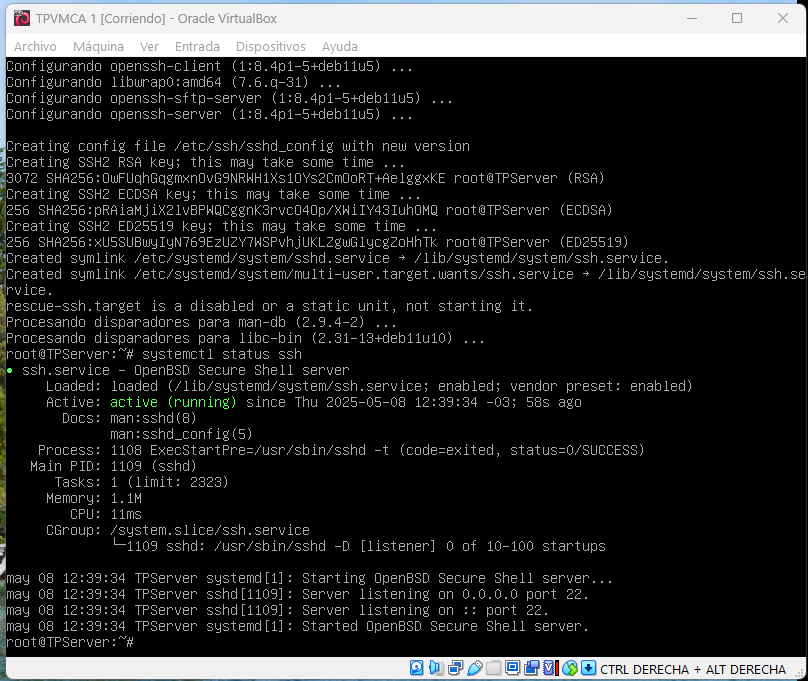 TPVMCA 1 [Corriendo] - Oracle VirtualBox
Archivo Máquina Ver Entrada Dispositivos Ayuda
Configurando openssh-client (1:8.4p1-5+deb11u5) ...
Configurando libwrap0:amd64 (7.6.q-31) ...
Configurando openssh-sftp-server (1:8.4p1-5+deb11u5) ...
Configurando openssh-server (1:8.4p1-5+deb11u5) ...
Creating config file /etc/ssh/sshd_config with new version
Creating SSH2 RSA key; this may take some time ...
3072 SHA256:OwFUqhGqgmxnOvG9NRWH1Xs1OYs2CmOoRT+AelggxKE root@TPServer (RSA)
Creating SSH2 ECDSA key; this may take some time ...
256 SHA256:pRAiaMjiX2lvBPWQCggnK3rvcO4Op/XWiIY43IuhOMQ root@TPServer (ECDSA)
Creating SSH2 ED25519 key; this may take some time ...
256 SHA256:xU5SUBwyIyN769EzUZY7WSPvhjUKLZgwGlycgZoHhTk root@TPServer (ED25519)
Created symlink /etc/systemd/system/sshd.service → /lib/systemd/system/ssh.service.
Created symlink /etc/systemd/system/multi-user.target.wants/ssh.service → /lib/systemd/system/ssh.se
rvice.
rescue-ssh.target is a disabled or a static unit, not starting it.
Procesando disparadores para man-db (2.9.4-2) ...
Procesando disparadores para libc-bin (2.31-13+deb11u10) ...
root@TPServer:~# systemctl status ssh
● ssh.service - OpenBSD Secure Shell server
Loaded: loaded (/lib/systemd/system/ssh.service; enabled; vendor preset: enabled)
Active: active (running) since Thu 2025-05-08 12:39:34 -03; 58s ago
Docs: man:sshd(8)
man:sshd_config(5)
Process: 1108 ExecStartPre=/usr/sbin/sshd -t (code=exited, status=0/SUCCESS)
Main PID: 1109 (sshd)
Tasks: 1 (limit: 2323)
Memory: 1.1M
CPU: 11ms
CGroup: /system.slice/ssh.service
└─1109 sshd: /usr/sbin/sshd -D [listener] 0 of 10-100 startups
may 08 12:39:34 TPServer systemd[1]: Starting OpenBSD Secure Shell server...
may 08 12:39:34 TPServer sshd[1109]: Server listening on 0.0.0.0 port 22.
may 08 12:39:34 TPServer sshd[1109]: Server listening on :: port 22.
may 08 12:39:34 TPServer systemd[1]: Started OpenBSD Secure Shell server.
root@TPServer:~#
CTRL DERECHA + ALT DERECHA